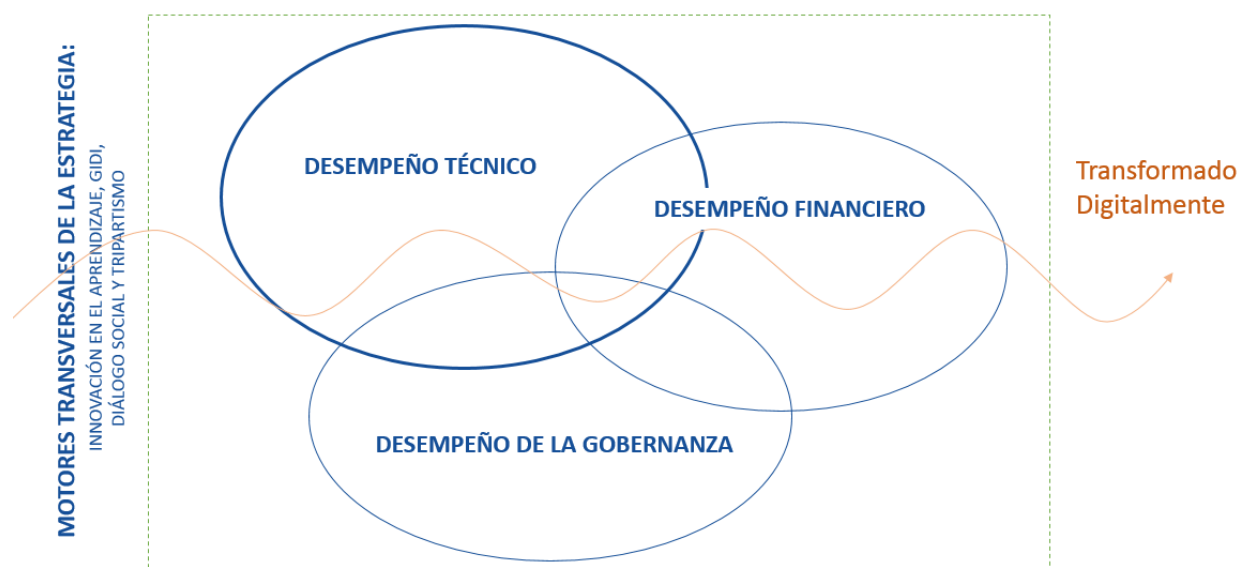 MOTORES TRANSVERSALES DE LA ESTRATEGIA:
INNOVACIÓN EN EL APRENDIZAJE, GIDI,
DIÁLOGO SOCIAL Y TRIPARTISMO
DESEMPEÑO TÉCNICO
DESEMPEÑO FINANCIERO
DESEMPEÑO DE LA GOBERNANZA
Transformado
Digitalmente